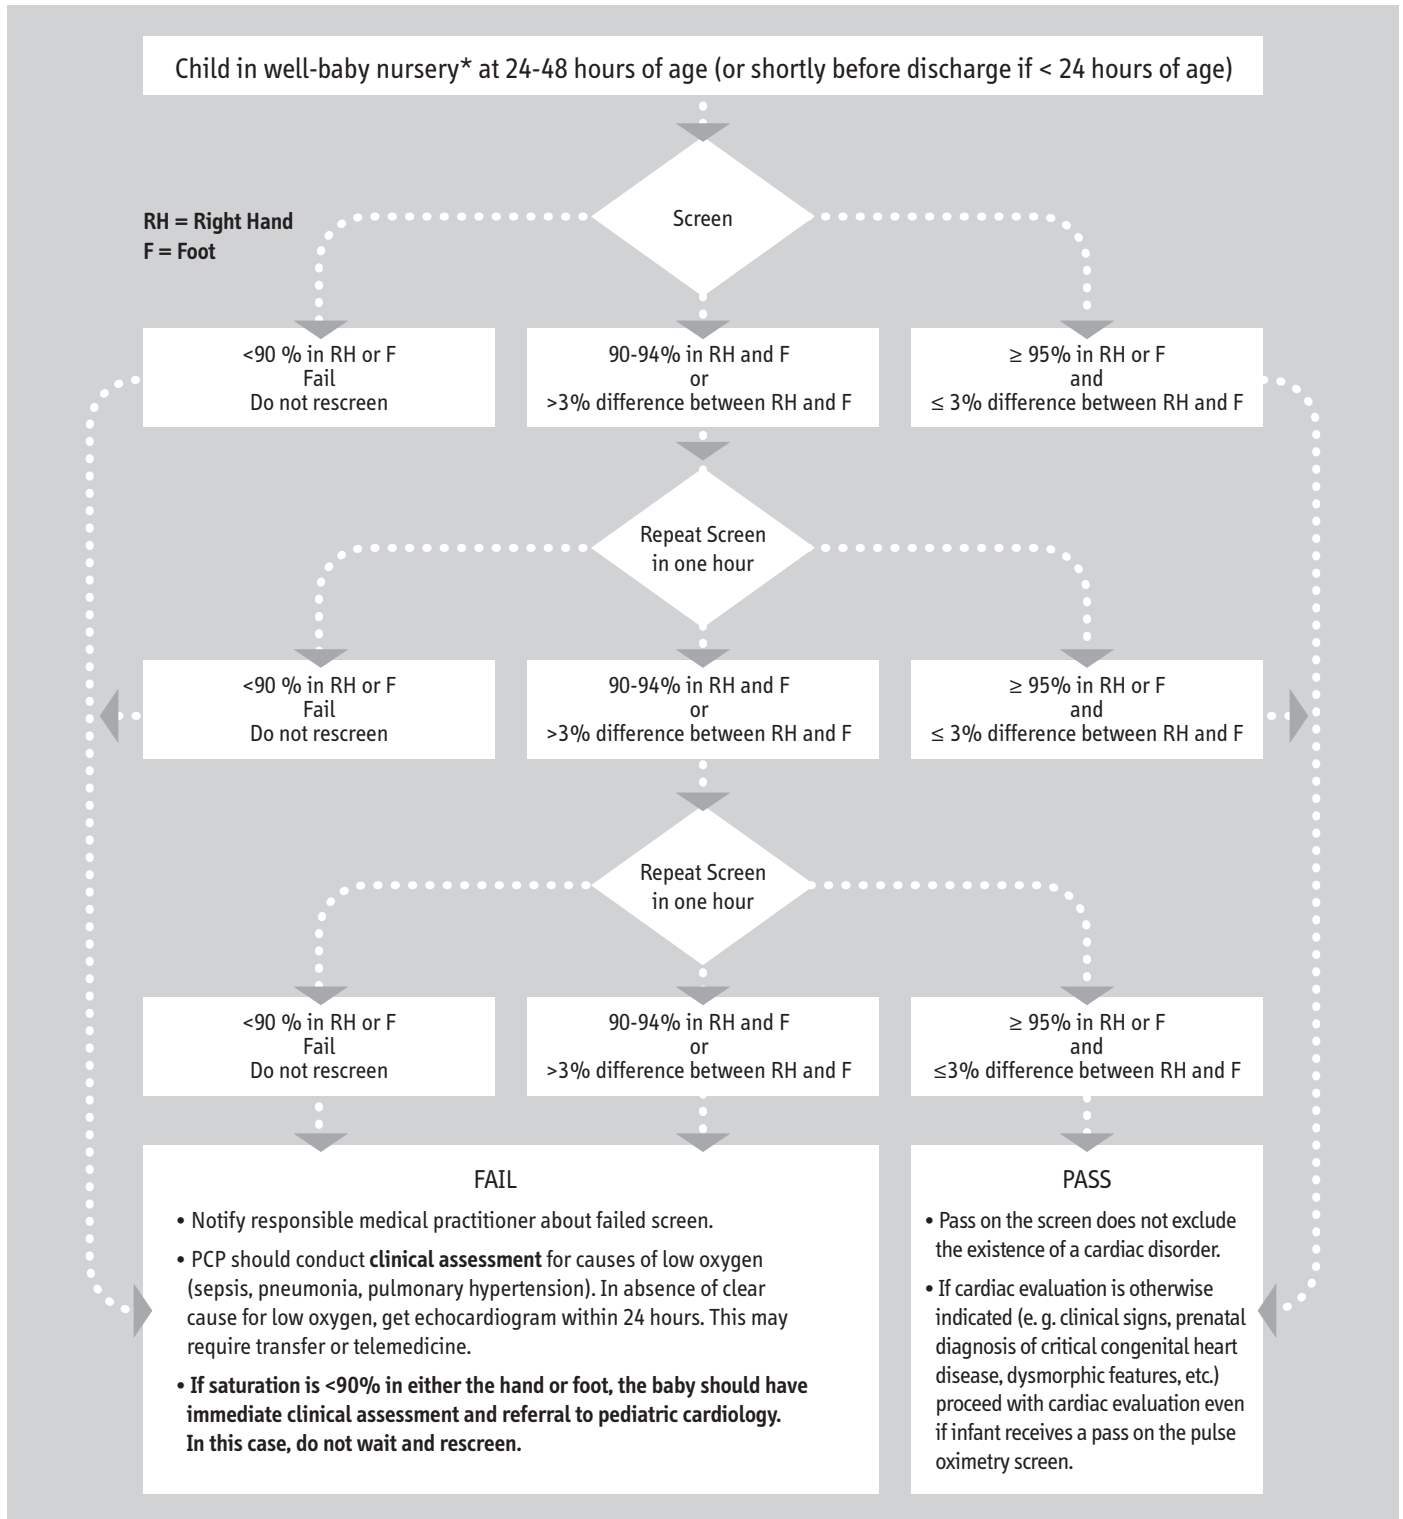 Child in well-baby nursery* at 24-48 hours of age (or shortly before discharge if < 24 hours of age)
Screen
RH = Right Hand
F = Foot
<90 % in RH or F
Fail
Do not rescreen
90-94% in RH and F
or
>3% difference between RH and F
≥ 95% in RH or F
and
≤ 3% difference between RH and F
Repeat Screen
in one hour
<90 % in RH or F
Fail
Do not rescreen
90-94% in RH and F
or
>3% difference between RH and F
≥ 95% in RH or F
and
≤ 3% difference between RH and F
Repeat Screen
in one hour
<90 % in RH or F
Fail
Do not rescreen
90-94% in RH and F
or
>3% difference between RH and F
≥ 95% in RH or F
and
≤3% difference between RH and F
FAIL
• Notify responsible medical practitioner about failed screen.
• PCP should conduct clinical assessment for causes of low oxygen
(sepsis, pneumonia, pulmonary hypertension). In absence of clear
cause for low oxygen, get echocardiogram within 24 hours. This may
require transfer or telemedicine.
• If saturation is <90% in either the hand or foot, the baby should have
immediate clinical assessment and referral to pediatric cardiology.
In this case, do not wait and rescreen.
PASS
• Pass on the screen does not exclude
the existence of a cardiac disorder.
• If cardiac evaluation is otherwise
indicated (e. g. clinical signs, prenatal
diagnosis of critical congenital heart
disease, dysmorphic features, etc.)
proceed with cardiac evaluation even
if infant receives a pass on the pulse
oximetry screen.